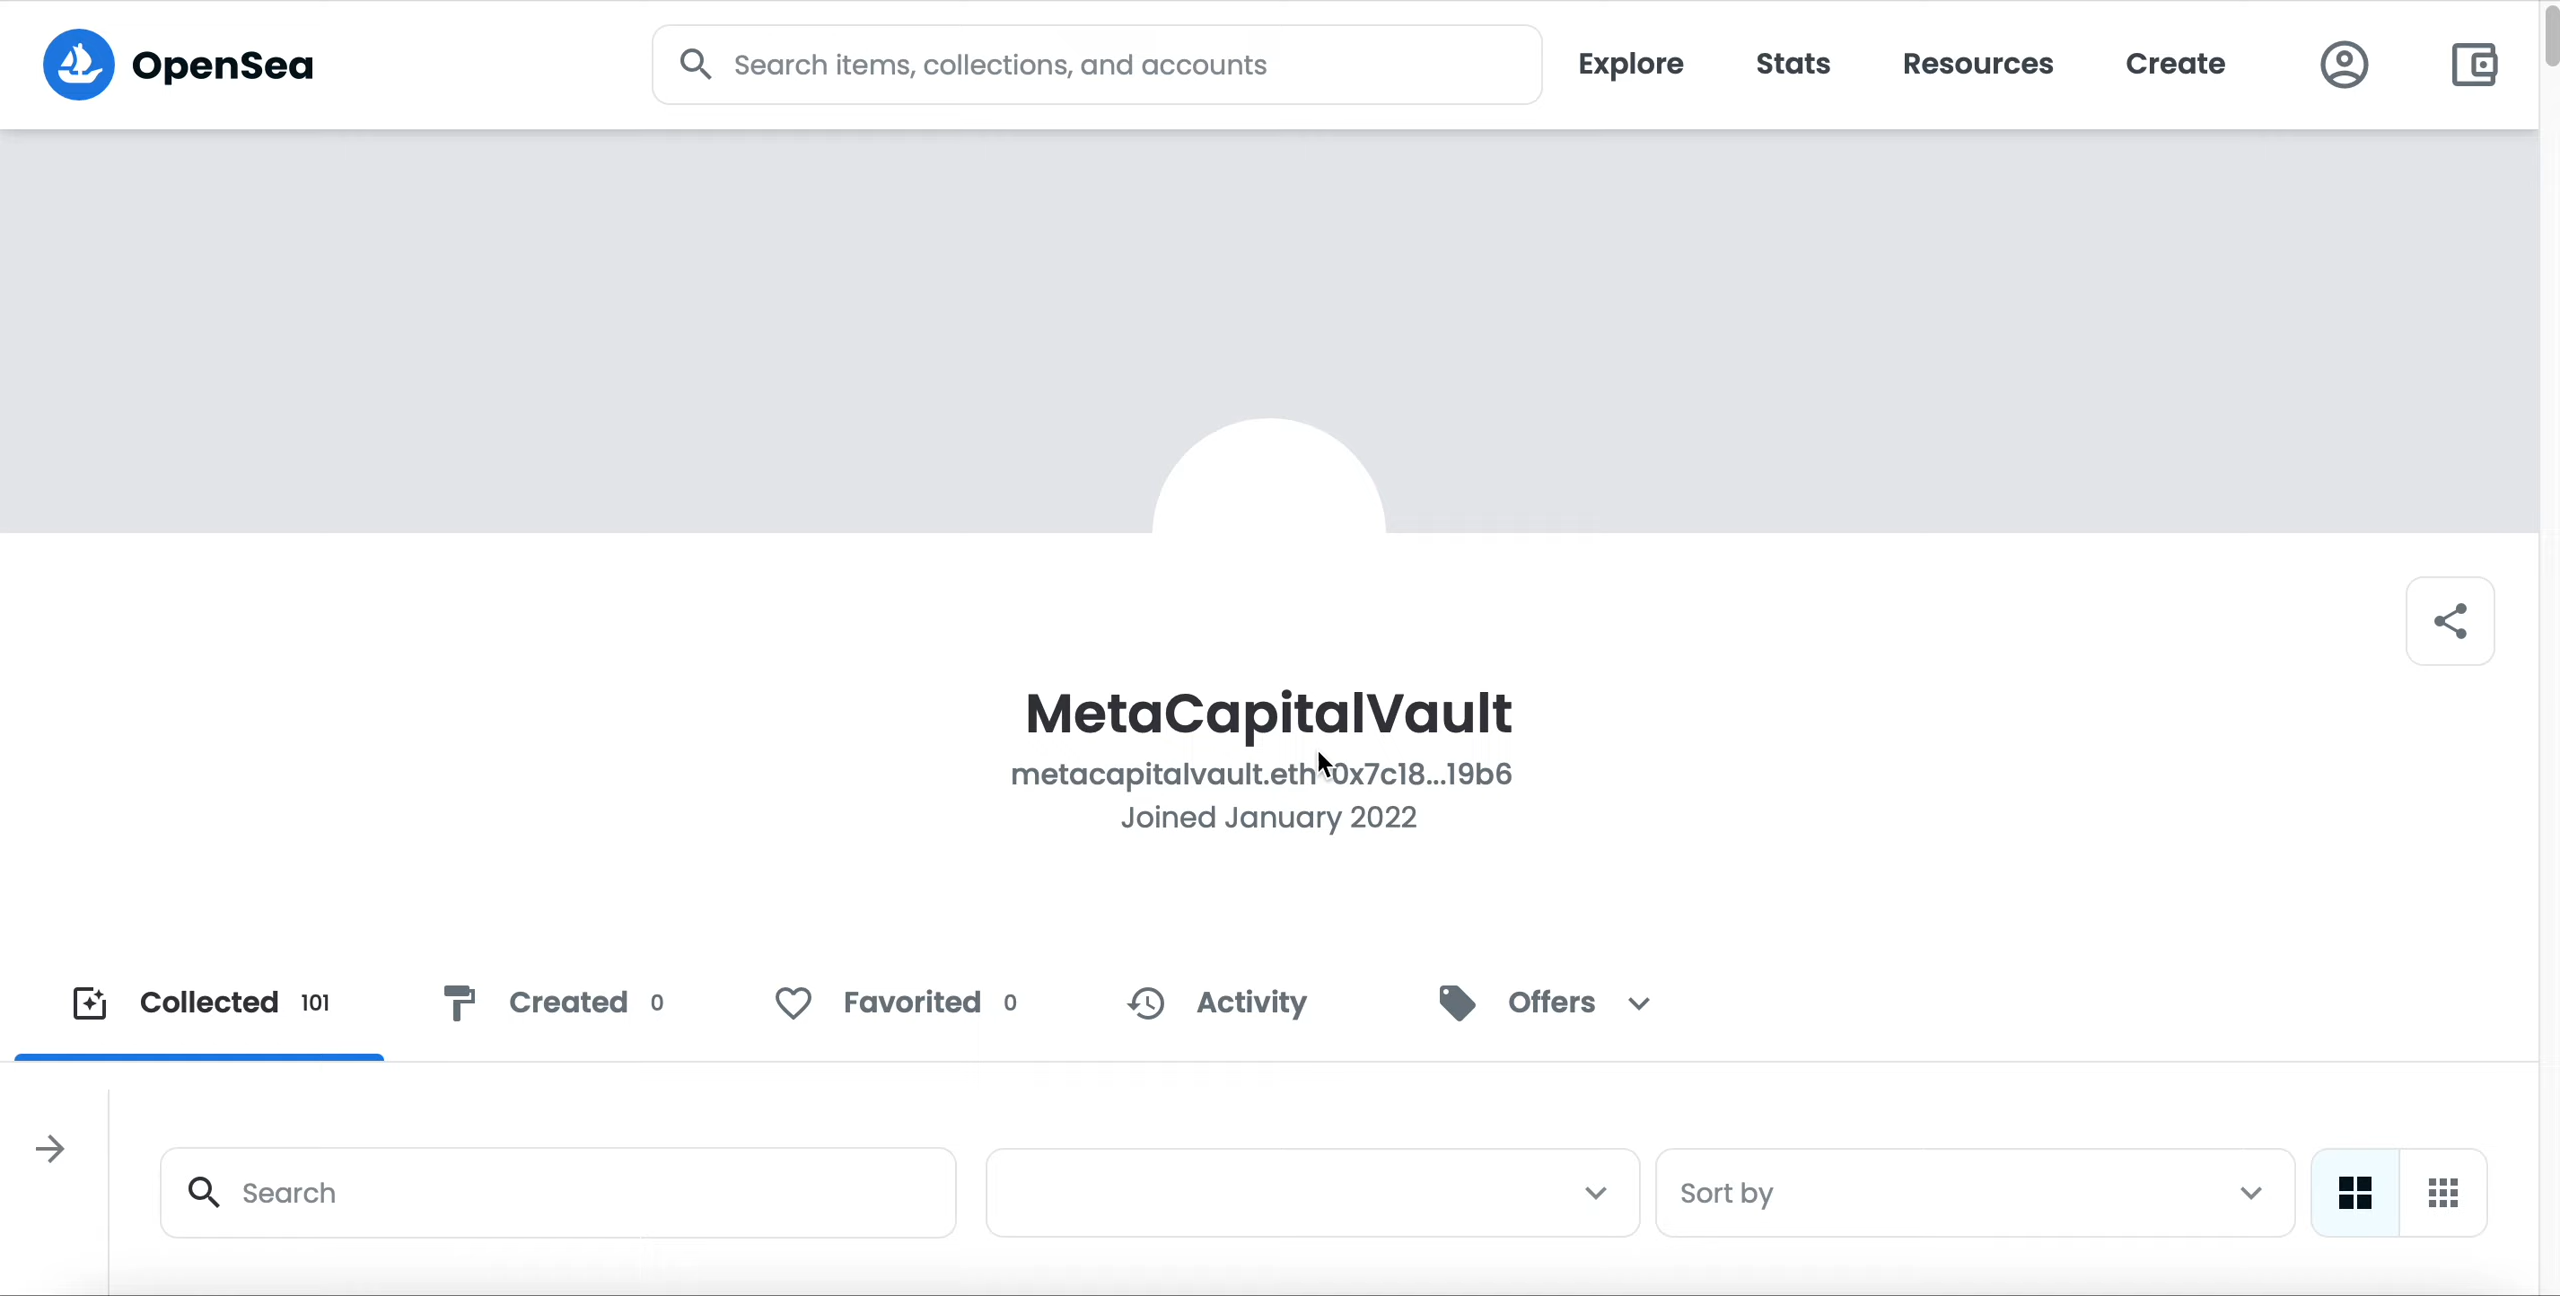 OpenSea
Search items, collections, and accounts
Explore
Stats
Resources
Create
MetaCapitalVault
metacapitalvault.eth 0x7c18...19b6
Joined January 2022
Collected 101
Created 0
Favorited 0
Activity
Offers
Search
Sort by